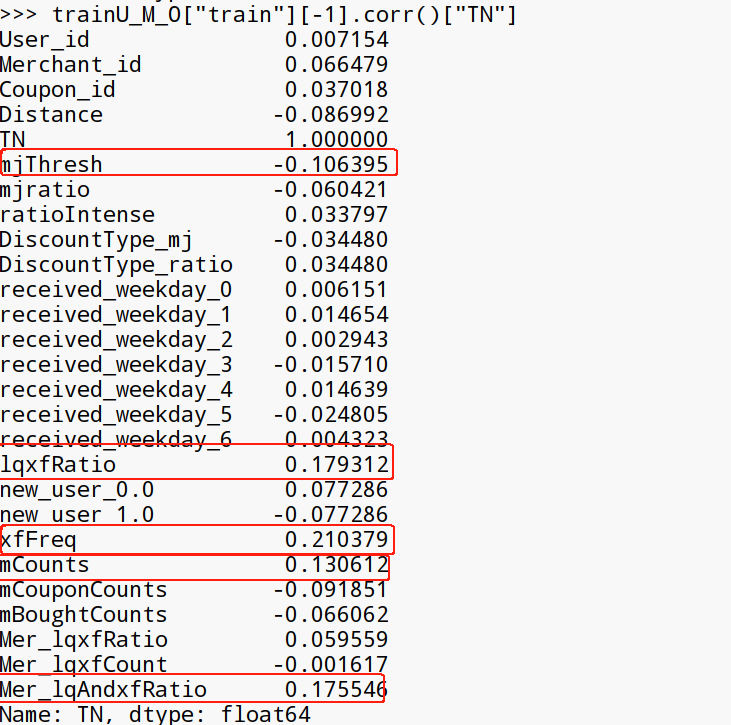 >>> trainU_M_O["train"][-1].corr()["TN"]
User_id 0.007154
Merchant_id 0.066479
Coupon_id 0.037018
Distance -0.086992
TN 1.000000
mjThresh -0.106395
mjratio -0.060421
ratioIntense 0.033797
DiscountType_mj -0.034480
DiscountType_ratio 0.034480
received_weekday_0 0.006151
received_weekday_1 0.014654
received_weekday_2 0.002943
received_weekday_3 -0.015710
received_weekday_4 0.014639
received_weekday_5 -0.024805
received_weekday_6 0.004323
lqxfRatio 0.179312
new_user_0.0 0.077286
new_user_1.0 -0.077286
xfFreq 0.210379
mCounts 0.130612
mCouponCounts -0.091851
mBoughtCounts -0.066062
Mer_lqxfRatio 0.059559
Mer_lqxfCount -0.001617
Mer_lqAndxfRatio 0.175546
Name: TN, dtype: float64